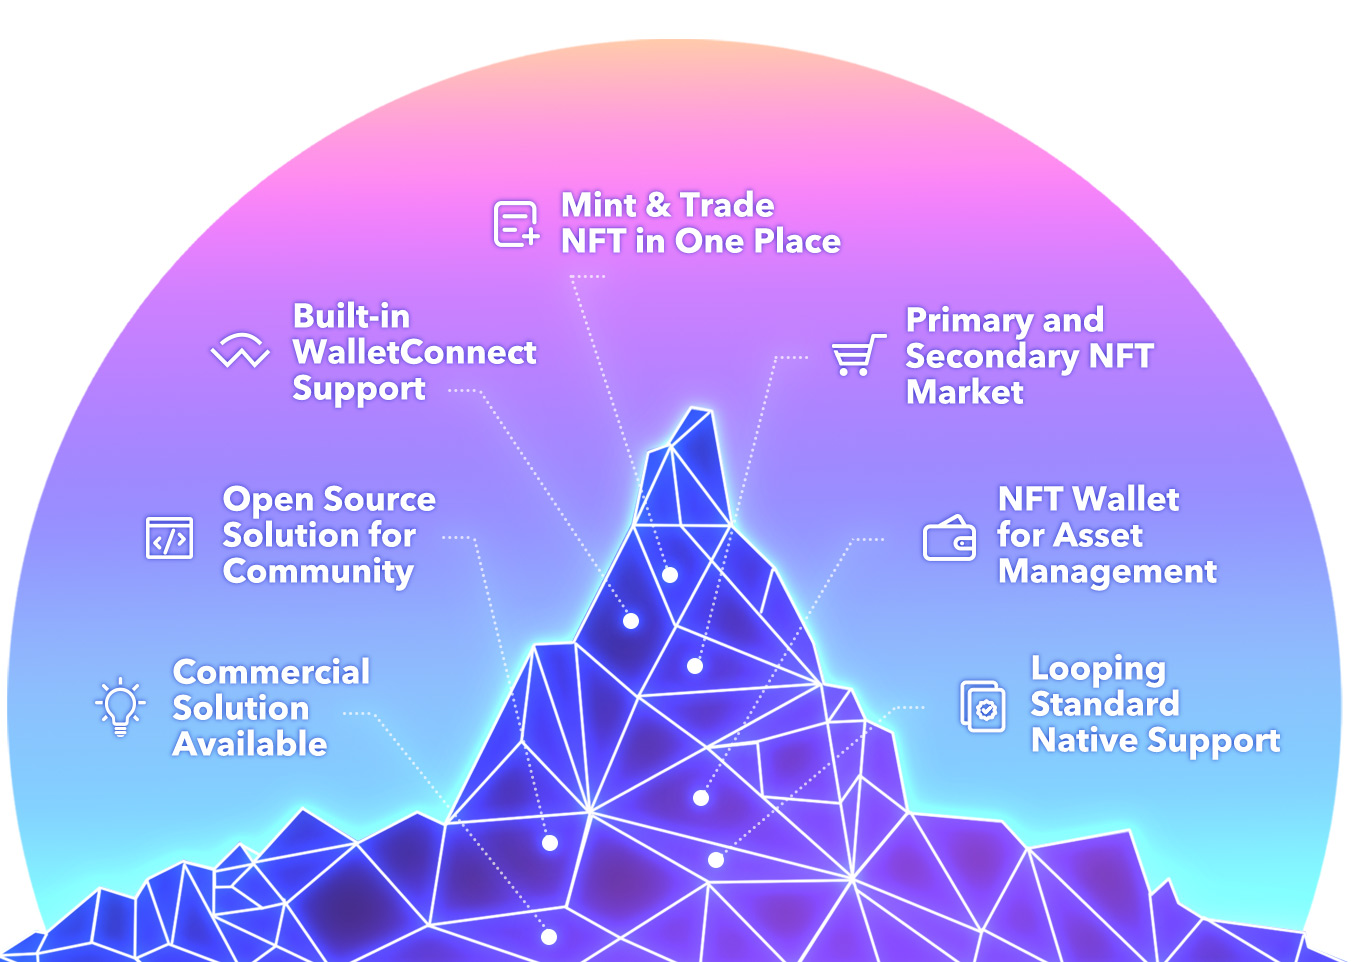 Mint & Trade
NFT in One Place
Built-in
WalletConnect
Support
Primary and
Secondary NFT
Market
Open Source
Solution for
Community
NFT Wallet
for Asset
Management
Commercial
Solution
Available
Looping
Standard
Native Support